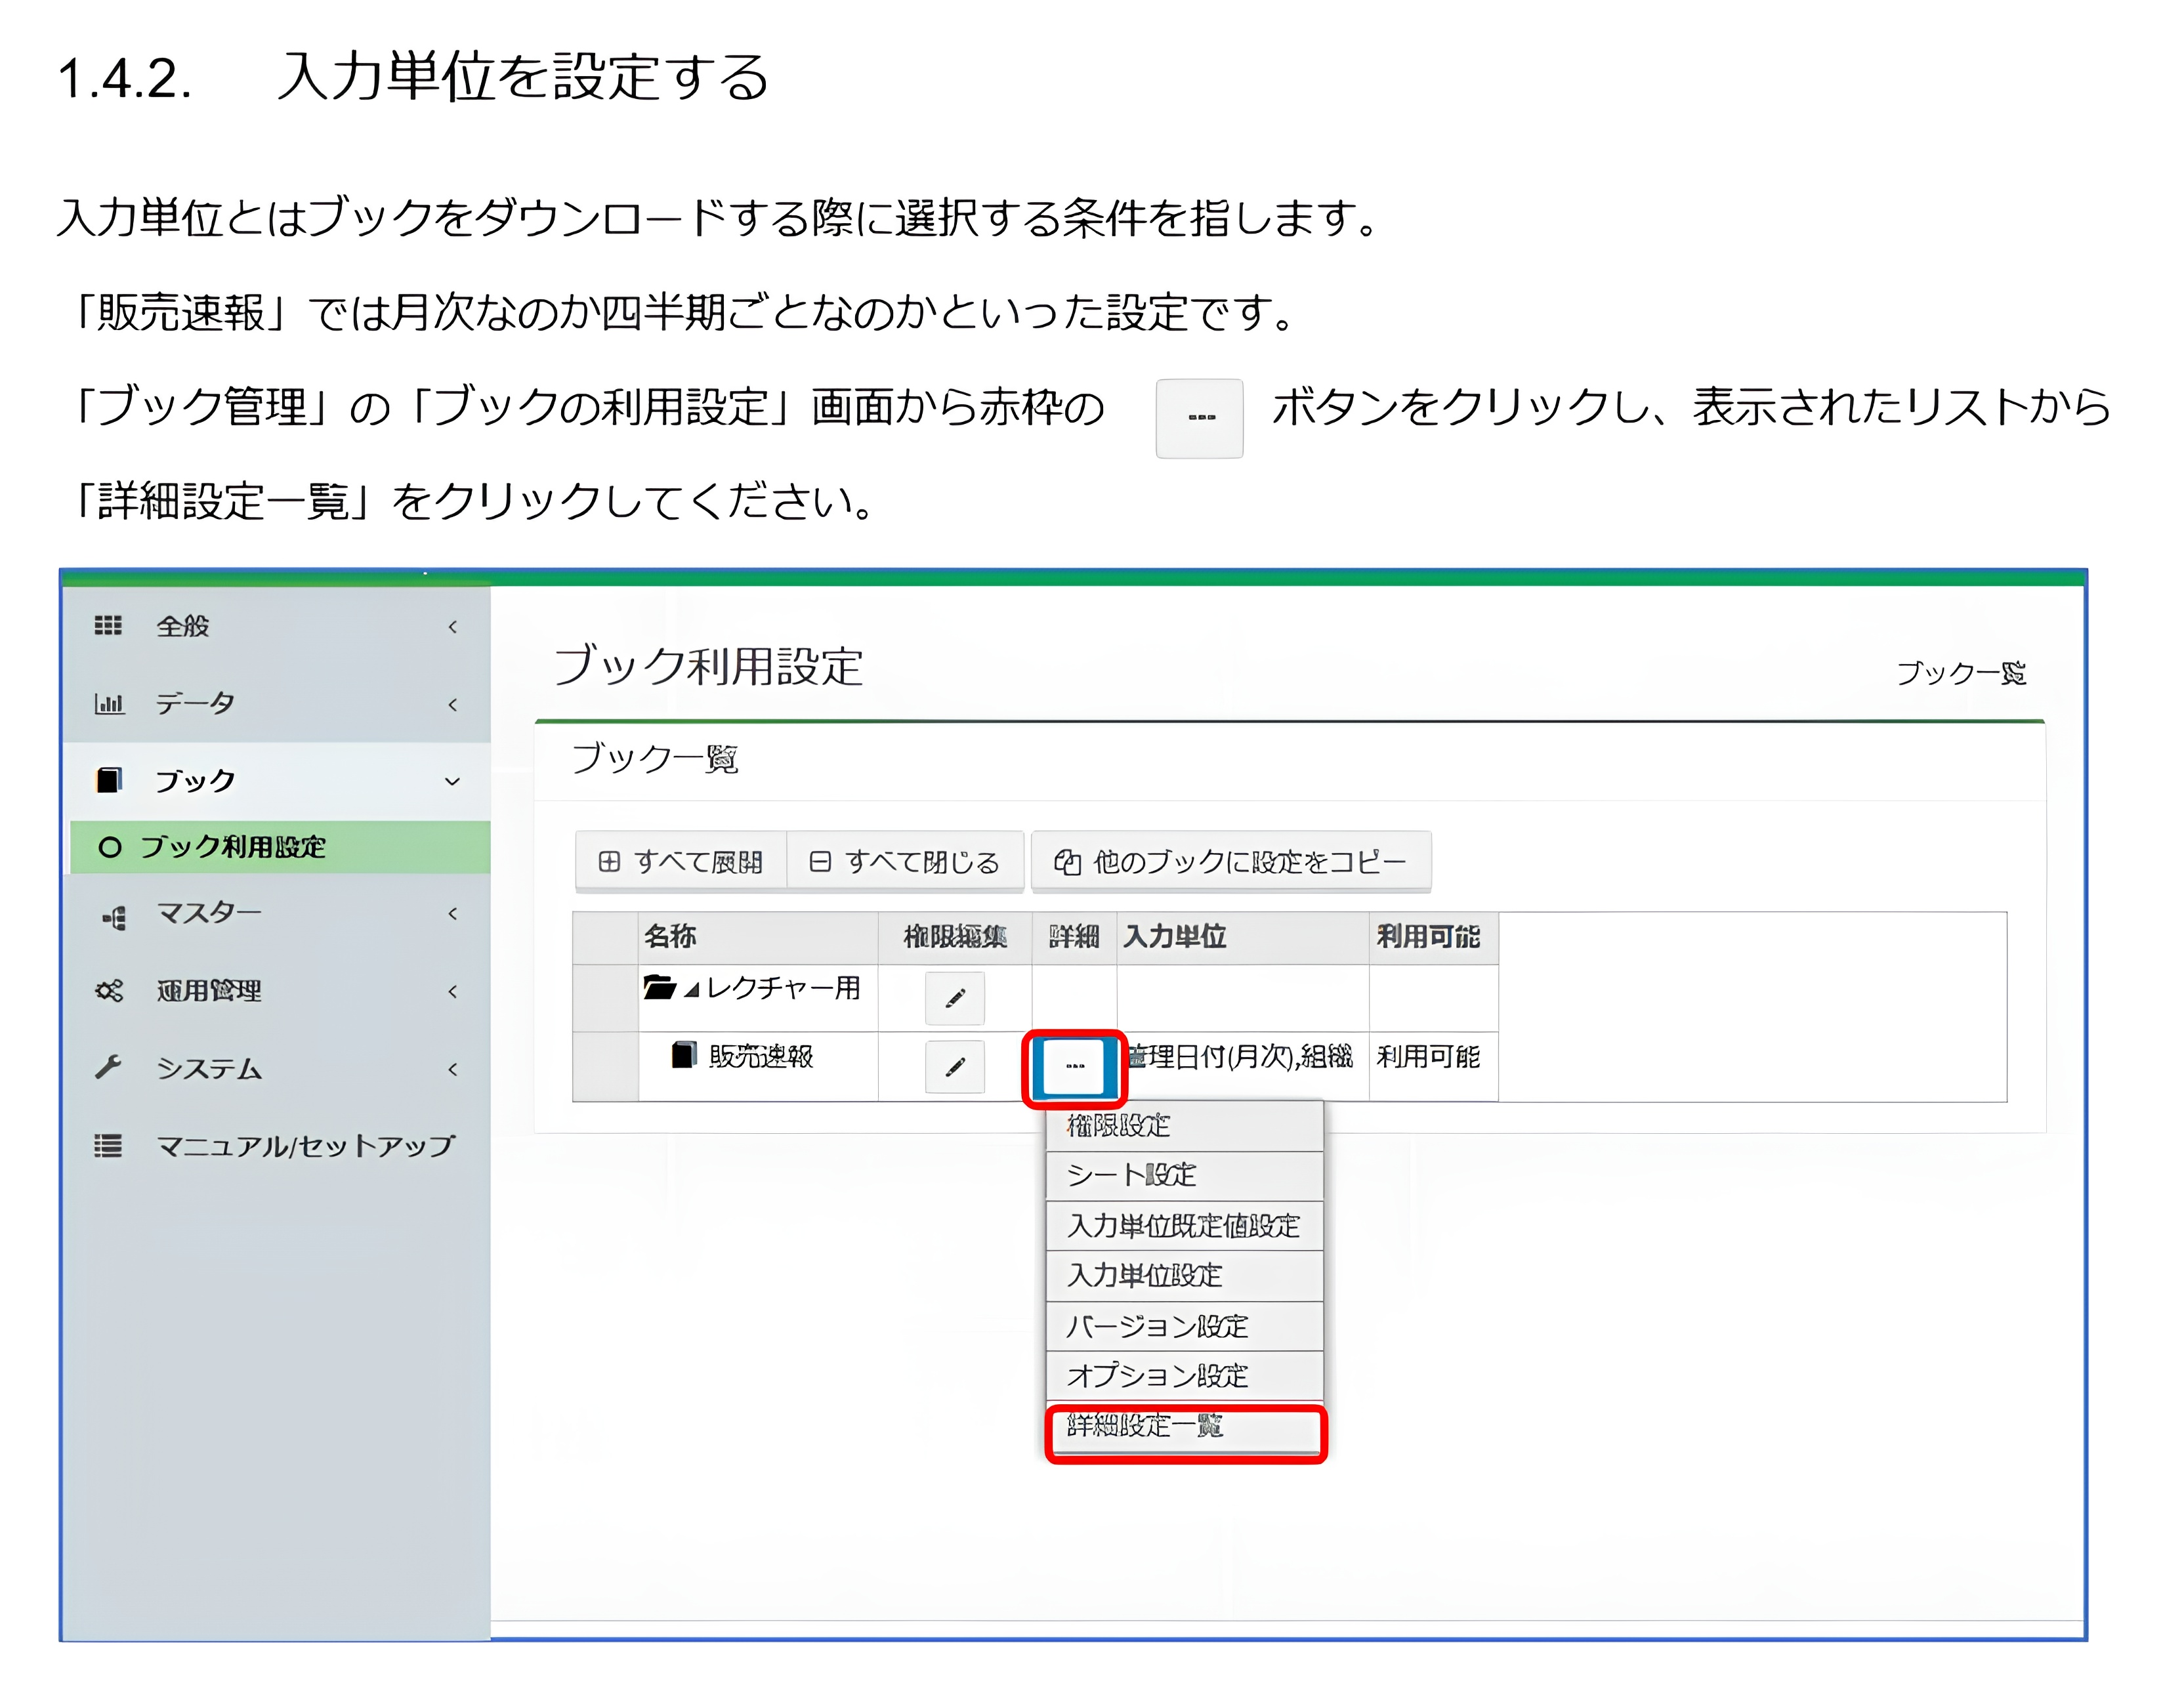 1.4.2. 入力単位を設定する
入力単位とはブックをダウンロードする際に選択する条件を指します。
「販売速報」では月次なのか四半期ごとなのかといった設定です。
「ブック管理」の「ブックの利用設定」画面から赤枠の ... ボタンをクリックし、表示されたリストから
「詳細設定一覧」をクリックしてください。
全般
データ
ブック
ブック利用設定
マスター
運用管理
システム
マニュアル/セットアップ
ブック利用設定
ブック一覧
ブック一覧
すべて展開 すべて閉じる 他のブックに設定をコピー
名称 権限編集 詳細 入力単位 利用可能
レクチャー用
販売速報 ... 管理日付(月次),組織 利用可能
権限設定
シート設定
入力単位既定値設定
入力単位設定
バージョン設定
オプション設定
詳細設定一覧